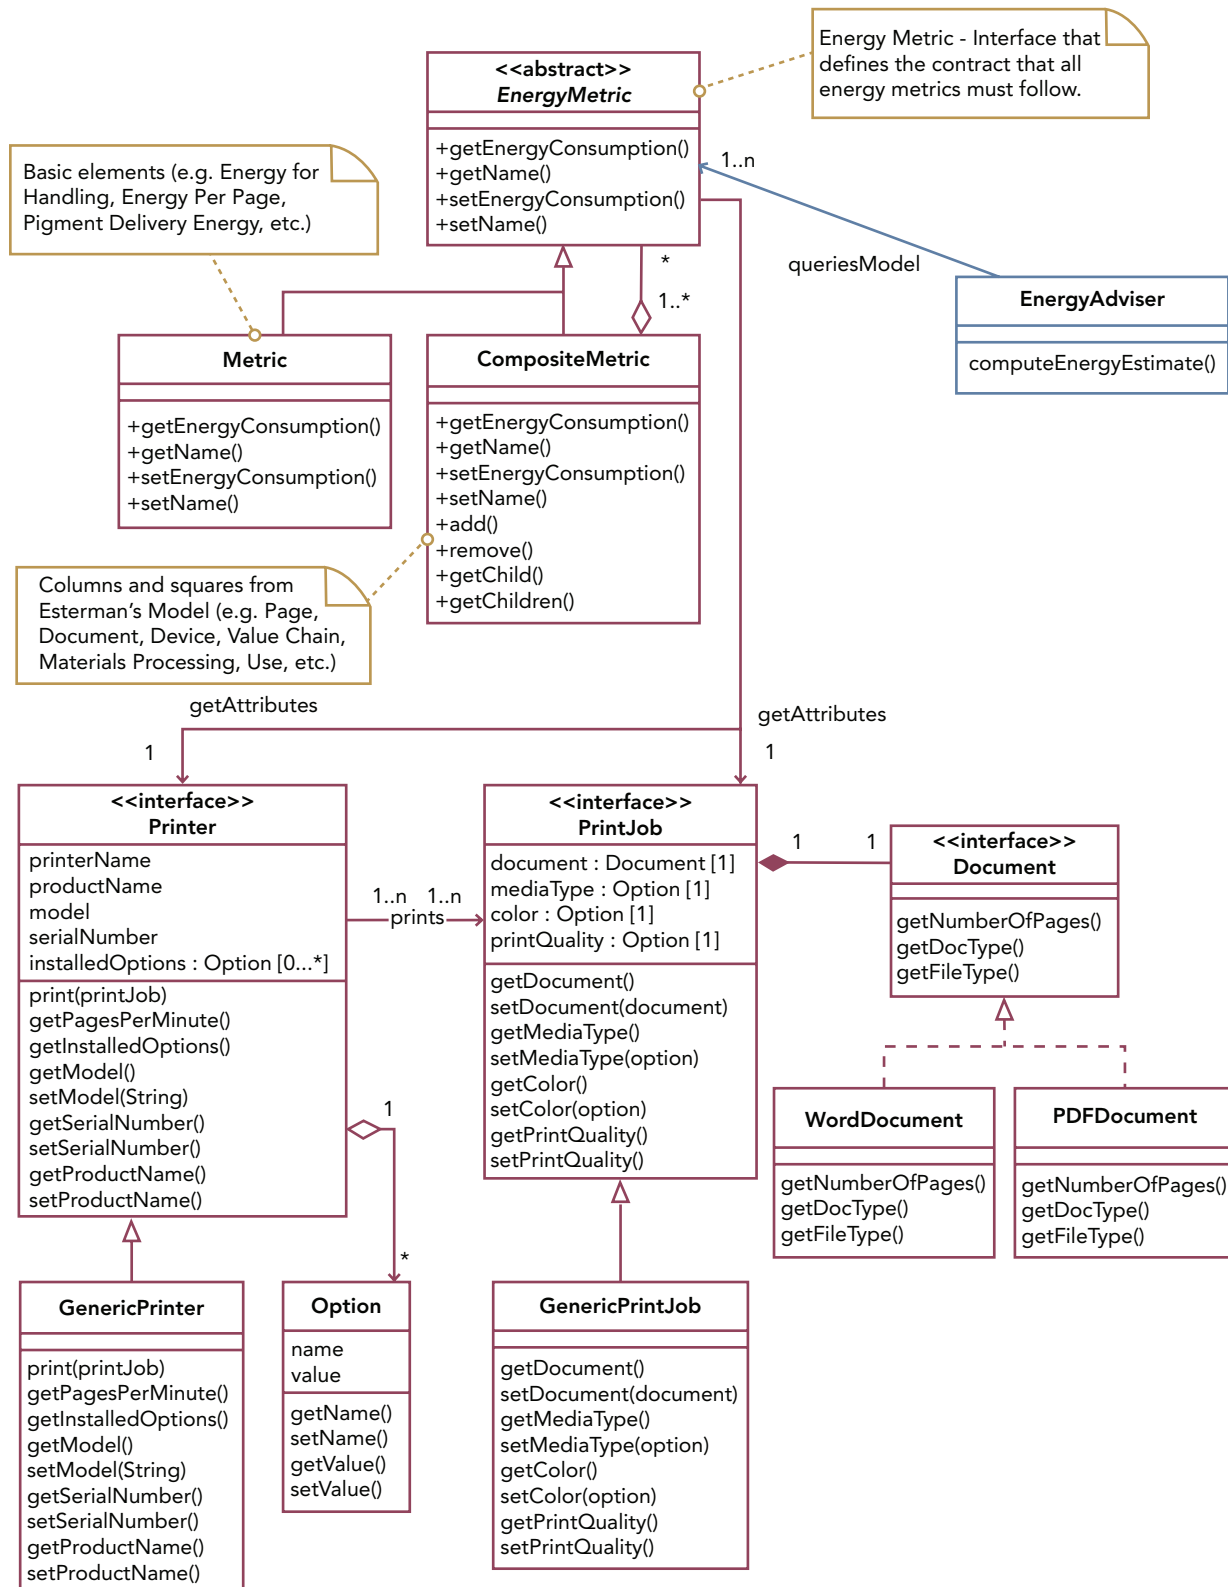 Energy Metric - Interface that
defines the contract that all
energy metrics must follow.
<<abstract>>
EnergyMetric
+getEnergyConsumption()
+getName()
+setEnergyConsumption()
+setName()
1..n
queriesModel
EnergyAdviser
computeEnergyEstimate()
Basic elements (e.g. Energy for
Handling, Energy Per Page,
Pigment Delivery Energy, etc.)
*
1..*
Metric
+getEnergyConsumption()
+getName()
+setEnergyConsumption()
+setName()
CompositeMetric
+getEnergyConsumption()
+getName()
+setEnergyConsumption()
+setName()
+add()
+remove()
+getChild()
+getChildren()
Columns and squares from
Esterman’s Model (e.g. Page,
Document, Device, Value Chain,
Materials Processing, Use, etc.)
getAttributes
1
getAttributes
1
<<interface>>
Printer
printerName
productName
model
serialNumber
installedOptions : Option [0...*]
print(printJob)
getPagesPerMinute()
getInstalledOptions()
getModel()
setModel(String)
getSerialNumber()
setSerialNumber()
getProductName()
setProductName()
1..n
1..n
prints
<<interface>>
PrintJob
document : Document [1]
mediaType : Option [1]
color : Option [1]
printQuality : Option [1]
getDocument()
setDocument(document)
getMediaType()
setMediaType(option)
getColor()
setColor(option)
getPrintQuality()
setPrintQuality()
1
1
<<interface>>
Document
getNumberOfPages()
getDocType()
getFileType()
WordDocument
getNumberOfPages()
getDocType()
getFileType()
PDFDocument
getNumberOfPages()
getDocType()
getFileType()
1
*
GenericPrinter
print(printJob)
getPagesPerMinute()
getInstalledOptions()
getModel()
setModel(String)
getSerialNumber()
setSerialNumber()
getProductName()
setProductName()
Option
name
value
getName()
setName()
getValue()
setValue()
GenericPrintJob
getDocument()
setDocument(document)
getMediaType()
setMediaType(option)
getColor()
setColor(option)
getPrintQuality()
setPrintQuality()